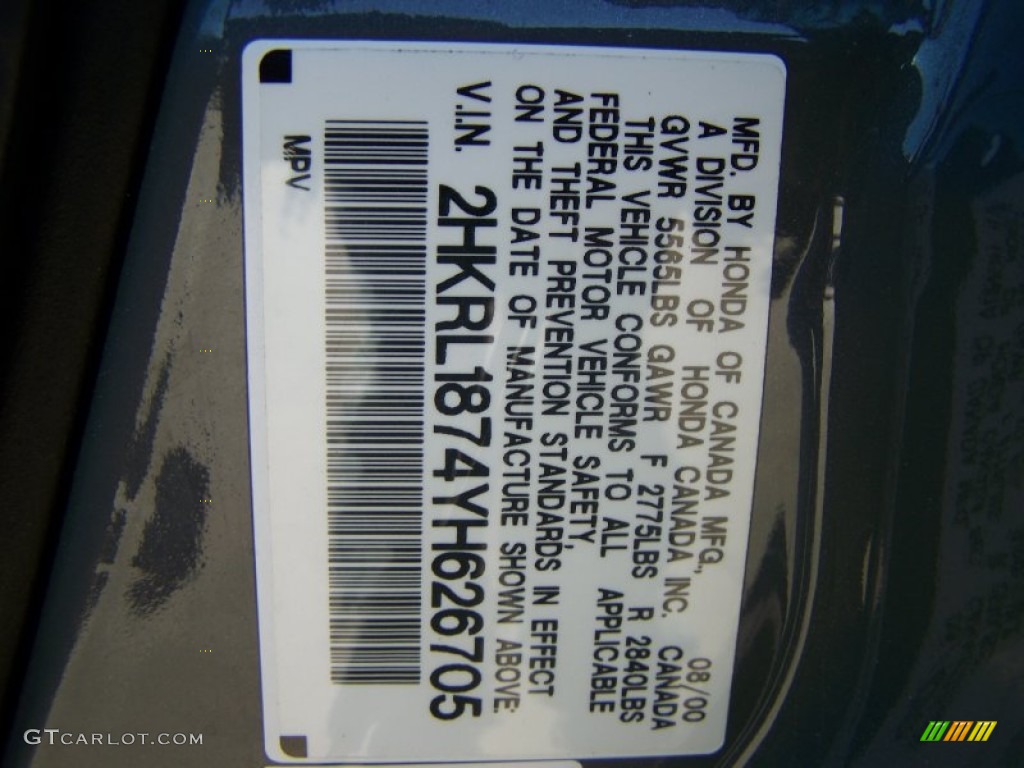 MFD. BY HONDA OF CANADA MFG., 08/00
A DIVISION OF HONDA CANADA INC. CANADA
GVWR 5565LBS GAWR F 2775LBS R 2840LBS
THIS VEHICLE CONFORMS TO ALL APPLICABLE
FEDERAL MOTOR VEHICLE SAFETY,
AND THEFT PREVENTION STANDARDS IN EFFECT
ON THE DATE OF MANUFACTURE SHOWN ABOVE.
V.I.N. 2HKRL1874YH626705
MPV
GTCARLOT.COM